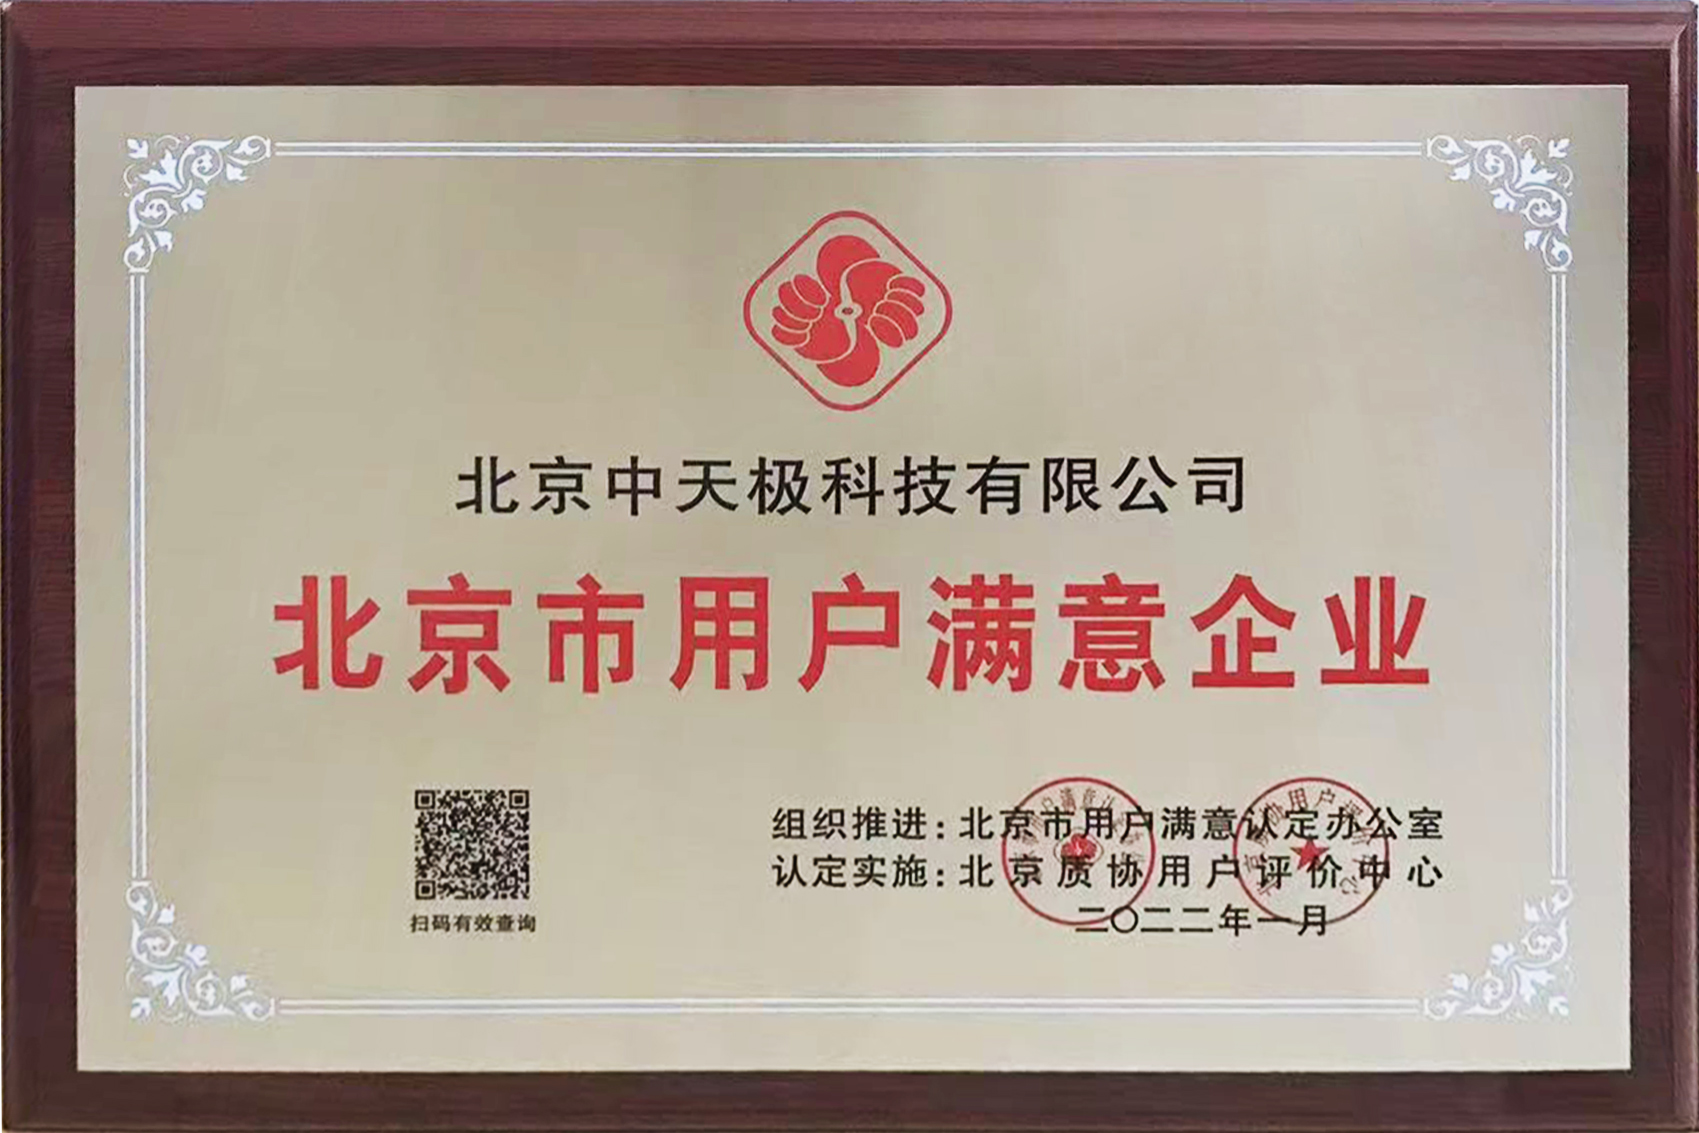 北京中天极科技有限公司
北京市用户满意企业
组织推进：北京市用户满意认定办公室
认定实施：北京质协用户评价中心
二〇二二年一月
扫码有效查询